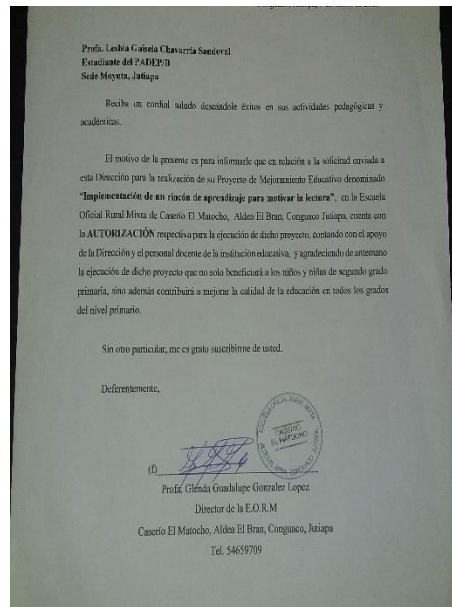 Profa. Lesbia Guisela Chavarría Sandoval
Estudiante del PADEP/D
Sede Moyuta, Jutiapa
Reciba un cordial saludo deseándole éxitos en sus actividades pedagógicas y
académicas.
El motivo de la presente es para informarle que en relación a la solicitud enviada a
esta Dirección para la realización de su Proyecto de Mejoramiento Educativo denominado
“Implementación de un rincón de aprendizaje para motivar la lectura”, en la Escuela
Oficial Rural Mixta de Caserío El Matocho, Aldea El Bran, Conguaco Jutiapa, cuenta con
la AUTORIZACIÓN respectiva para la ejecución de dicho proyecto, contando con el apoyo
de la Dirección y el personal docente de la institución educativa, y agradeciendo de antemano
la ejecución de dicho proyecto que no solo beneficiará a los niños y niñas de segundo grado
primaria, sino además contribuirá a mejorar la calidad de la educación en todos los grados
del nivel primario.
Sin otro particular, me es grato suscribirme de usted.
Deferentemente,
CASERIO
EL MATOCHO
(f)
Profa. Glenda Guadalupe Gonzalez Lopez
Director de la E.O.R.M
Caserío El Matocho, Aldea El Bran, Conguaco, Jutiapa
Tel. 54659709